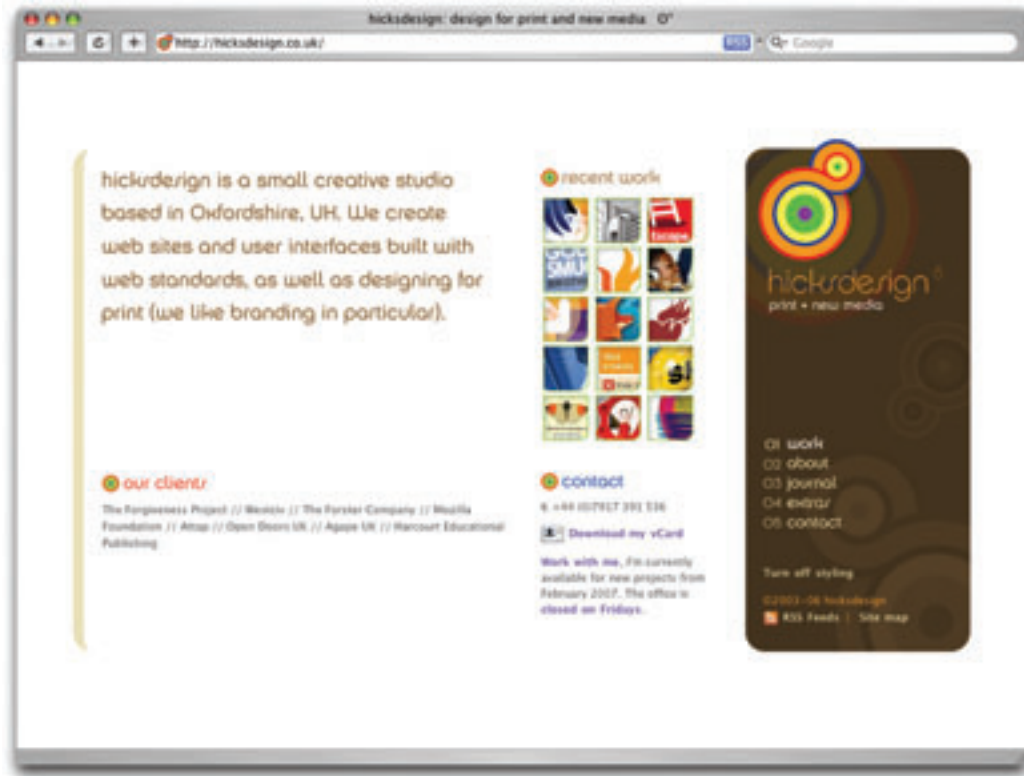 hicksdesign: design for print and new media
http://hicksdesign.co.uk/
RSS
Google
hicksdesign is a small creative studio
based in Oxfordshire, UK. We create
web sites and user interfaces built with
web standards, as well as designing for
print (we like branding in particular).
our clients
The Forgiveness Project // // The Forster Company // Mozilla
Foundation // Attap // Open Doors UK // Agape UK // Harcourt Educational
Publishing
recent work
Escape
contact
Download my vCard
Work with me, I'm currently
available for new projects from
February 2007. The office is
closed on Fridays.
hicksdesign
print + new media
01 work
02 about
03 journal
04 extras
05 contact
Turn off styling
©2003-06 hicksdesign
RSS Feeds | Site map